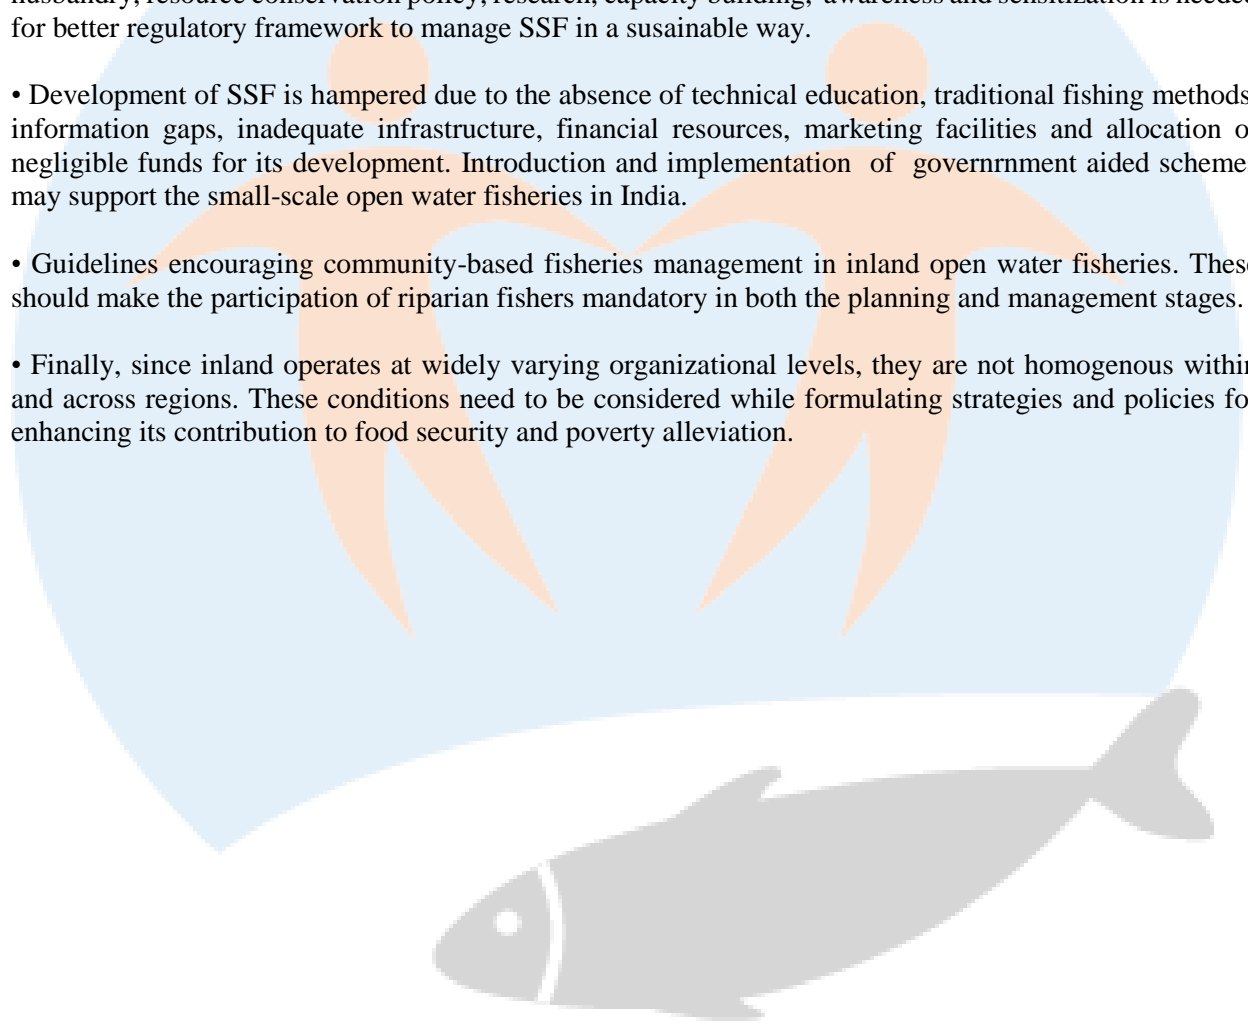 husbandry, resource conservation policy, research, capacity building, awareness and sensitization is needed
for better regulatory framework to manage SSF in a susainable way.
• Development of SSF is hampered due to the absence of technical education, traditional fishing methods
information gaps, inadequate infrastructure, financial resources, marketing facilities and allocation o
negligible funds for its development. Introduction and implementation of governrnment aided scheme
may support the small-scale open water fisheries in India.
• Guidelines encouraging community-based fisheries management in inland open water fisheries. These
should make the participation of riparian fishers mandatory in both the planning and management stages.
• Finally, since inland operates at widely varying organizational levels, they are not homogenous within
and across regions. These conditions need to be considered while formulating strategies and policies fo
enhancing its contribution to food security and poverty alleviation.